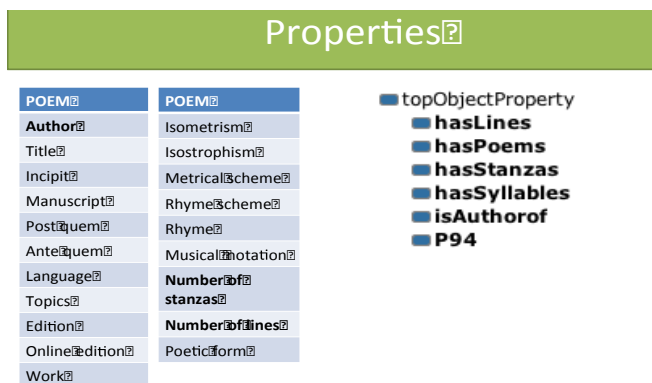 Properties
POEM
Author
Title
Incipit
Manuscript
Post quem
Ante quem
Language
Topics
Edition
Online edition
Work
POEM
Isometrism
Isostrophism
Metrical scheme
Rhyme scheme
Rhyme
Musical notation
Number of
stanzas
Number of lines
Poetic form
topObjectProperty
hasLines
hasPoems
hasStanzas
hasSyllables
isAuthorof
P94